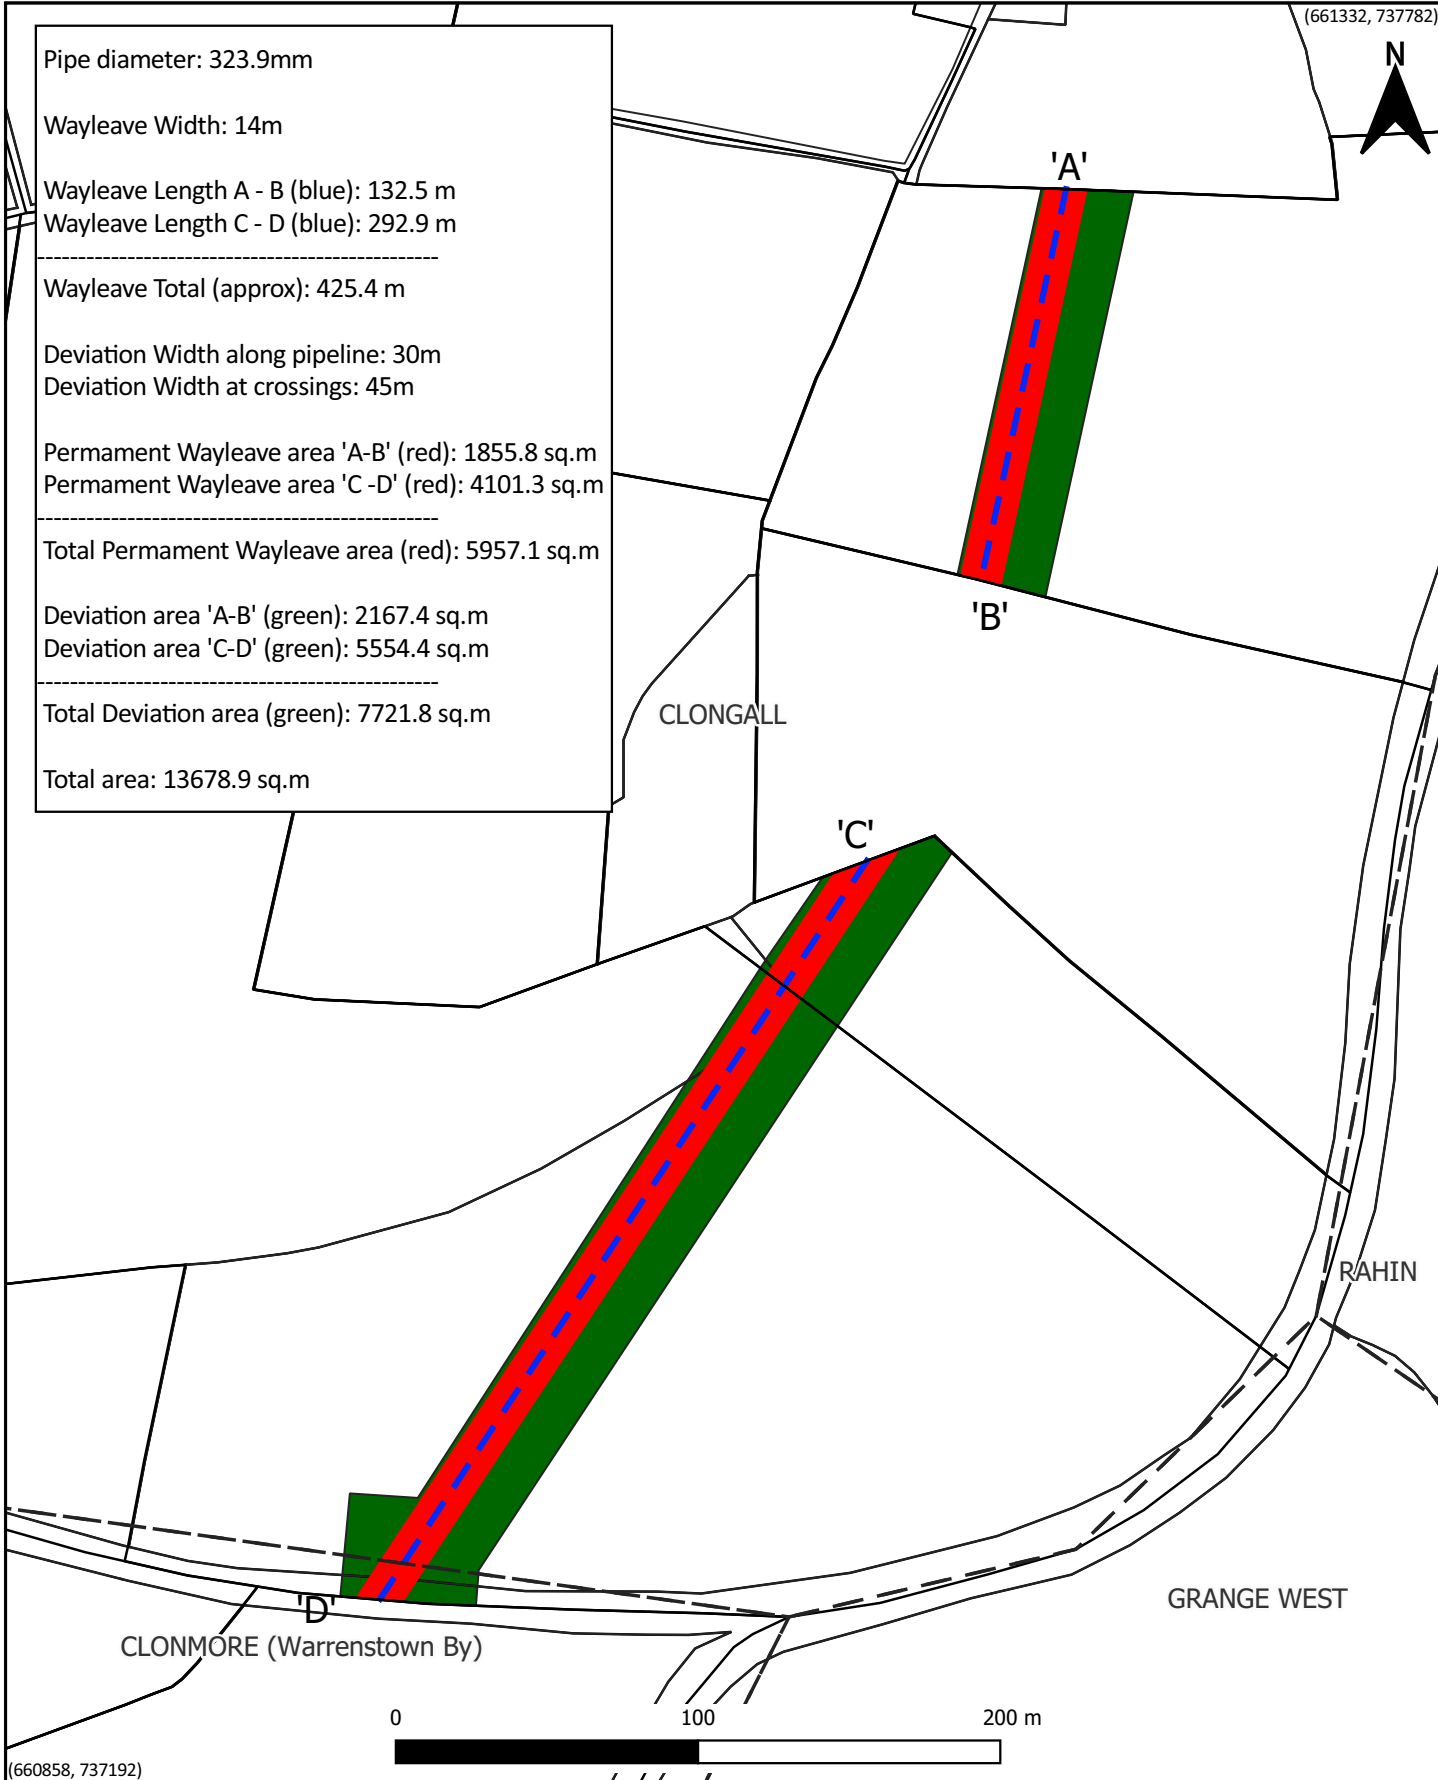 (661332, 737782)
N
Pipe diameter: 323.9mm
Wayleave Width: 14m
Wayleave Length A - B (blue): 132.5 m
Wayleave Length C - D (blue): 292.9 m
-------------------------------------------------
Wayleave Total (approx): 425.4 m
Deviation Width along pipeline: 30m
Deviation Width at crossings: 45m
Permament Wayleave area 'A-B' (red): 1855.8 sq.m
Permament Wayleave area 'C -D' (red): 4101.3 sq.m
-------------------------------------------------
Total Permament Wayleave area (red): 5957.1 sq.m
Deviation area 'A-B' (green): 2167.4 sq.m
Deviation area 'C-D' (green): 5554.4 sq.m
-------------------------------------------------
Total Deviation area (green): 7721.8 sq.m
Total area: 13678.9 sq.m
'A'
'B'
CLONGALL
'C'
RAHIN
GRANGE WEST
'D'
CLONMORE (Warrenstown By)
0 100 200 m
(660858, 737192)